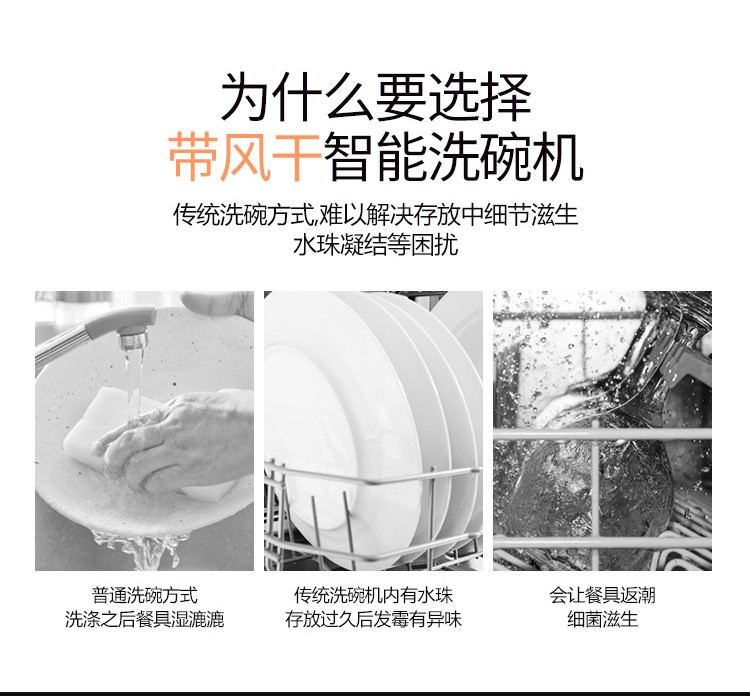 为什么要选择
带风干智能洗碗机
传统洗碗方式,难以解决存放中细节滋生
水珠凝结等困扰
普通洗碗方式
洗涤之后餐具湿漉漉
传统洗碗机内有水珠
存放过久后发霉有异味
会让餐具返潮
细菌滋生